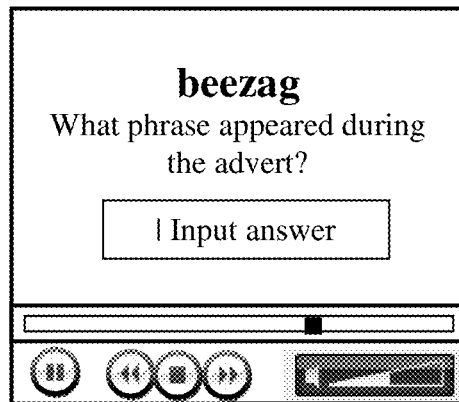 beezag
What phrase appeared during
the advert?
Input answer